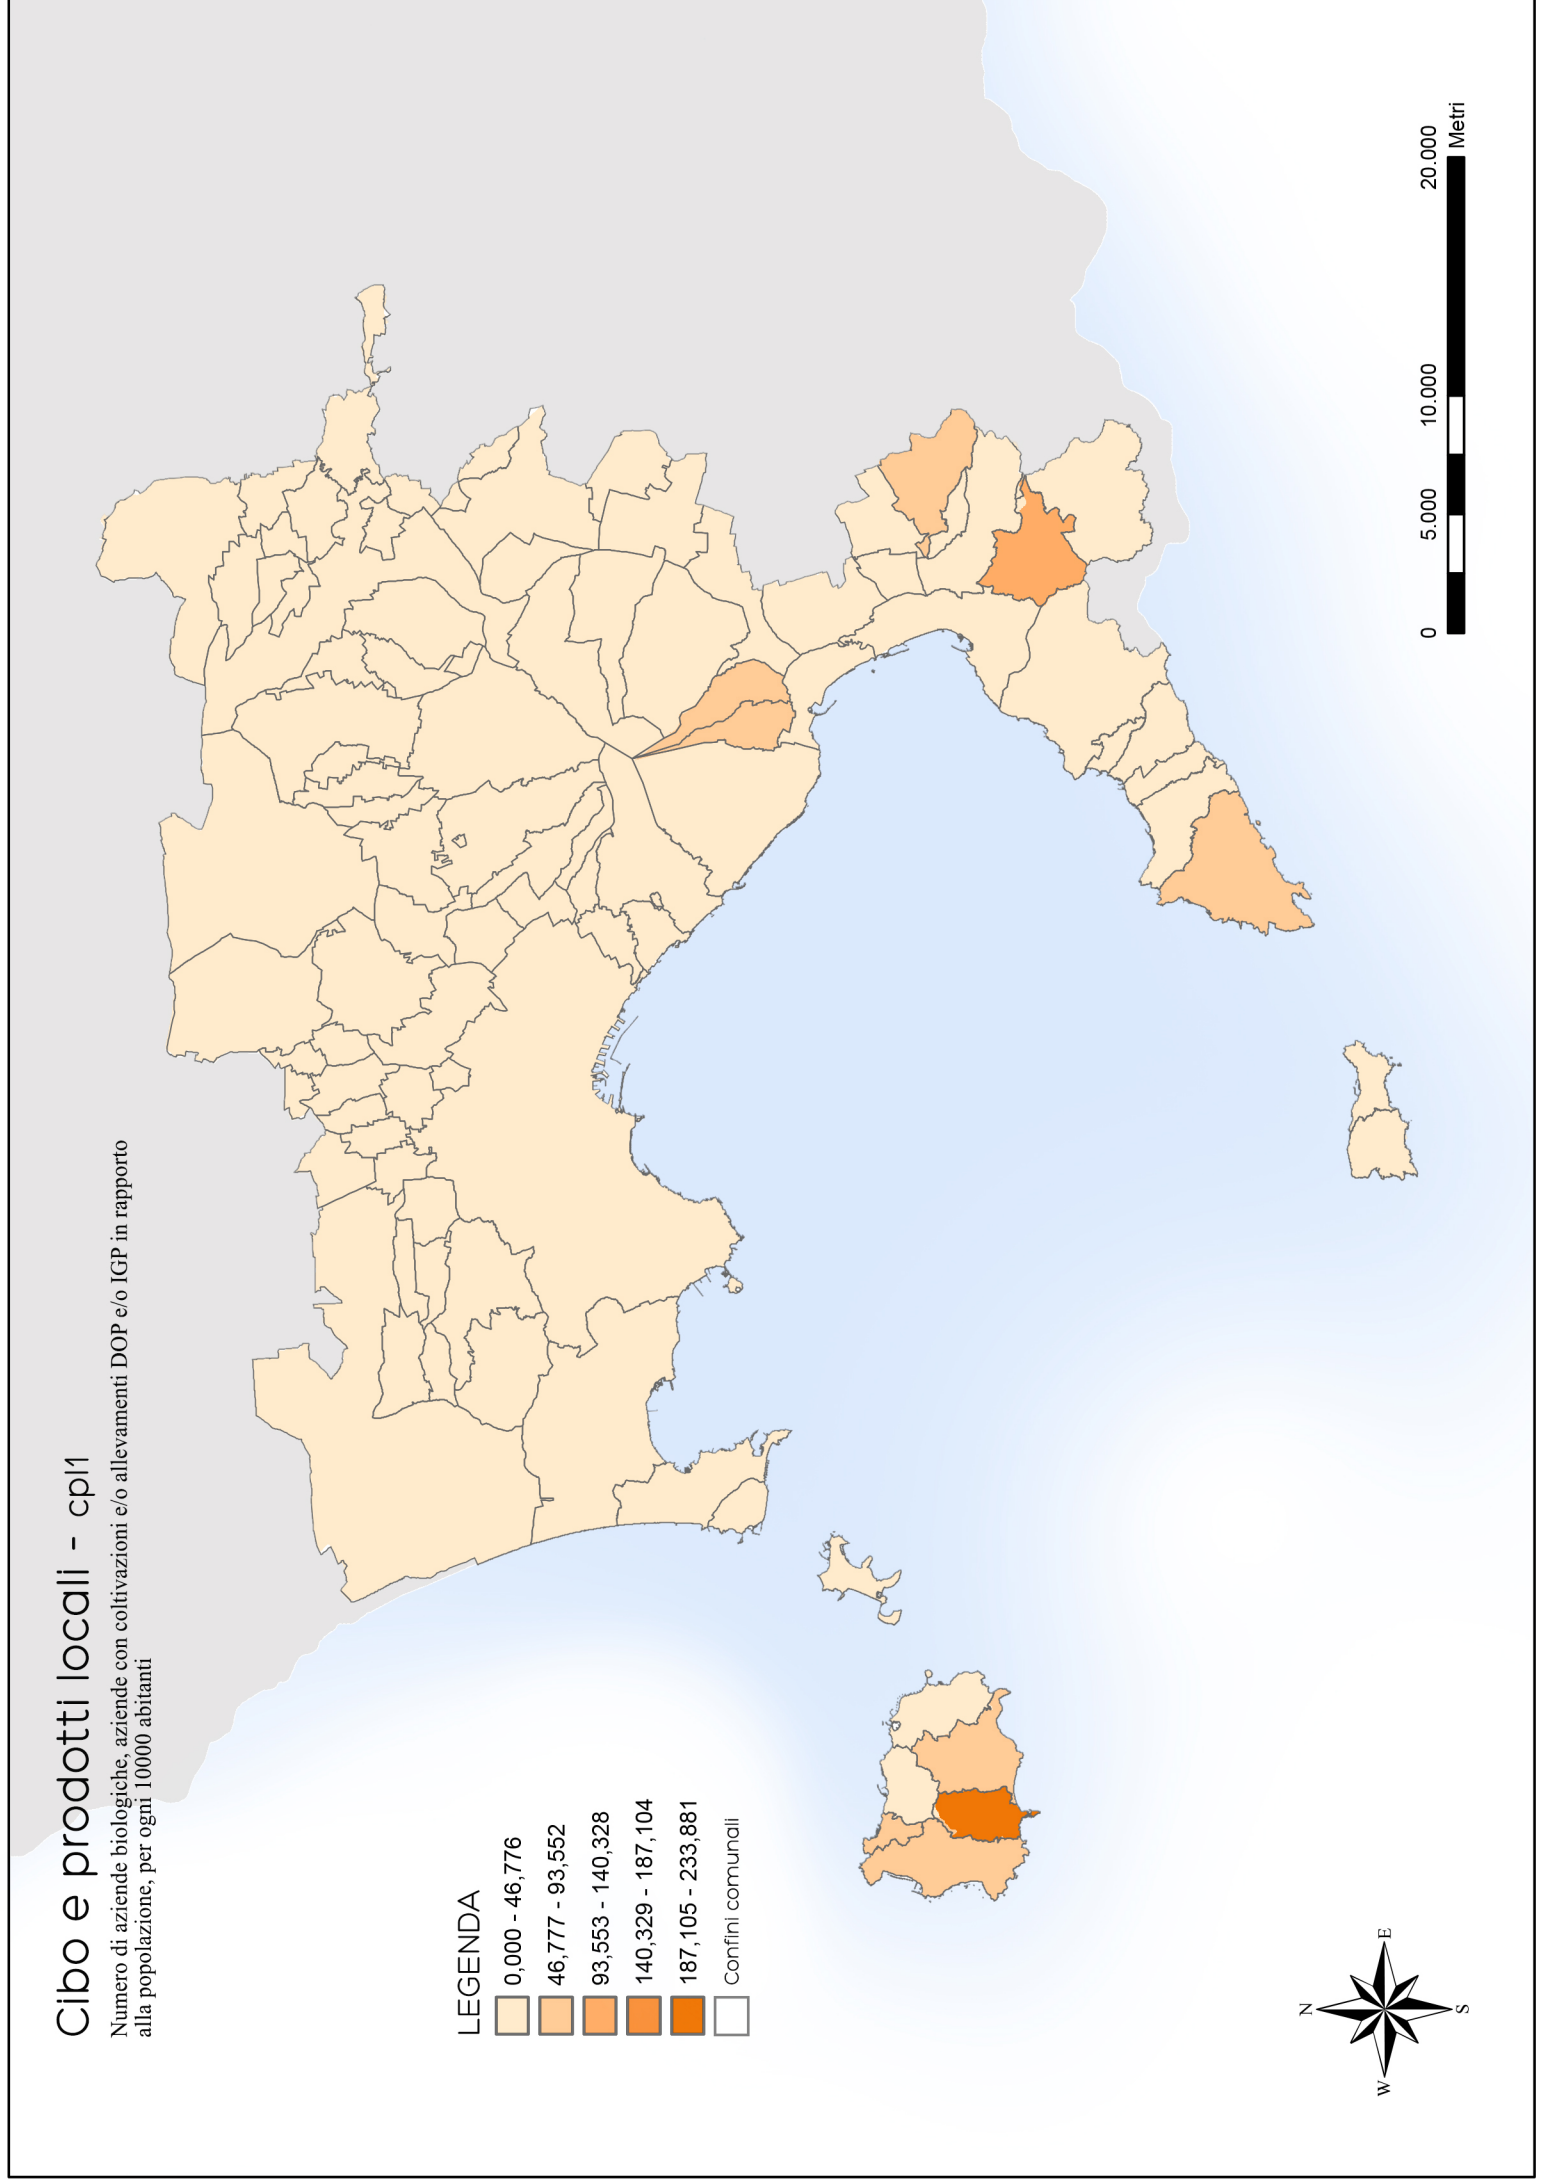 Cibo e prodotti locali - cpl1
Numero di aziende biologiche, aziende con coltivazioni e/o allevamenti DOP e/o IGP in rapporto
alla popolazione, per ogni 10000 abitanti
LEGENDA
0,000 - 46,776
46,777 - 93,552
93,553 - 140,328
140,329 - 187,104
187,105 - 233,881
Confini comunali
N
W E
S
0 5.000 10.000 20.000
Metri